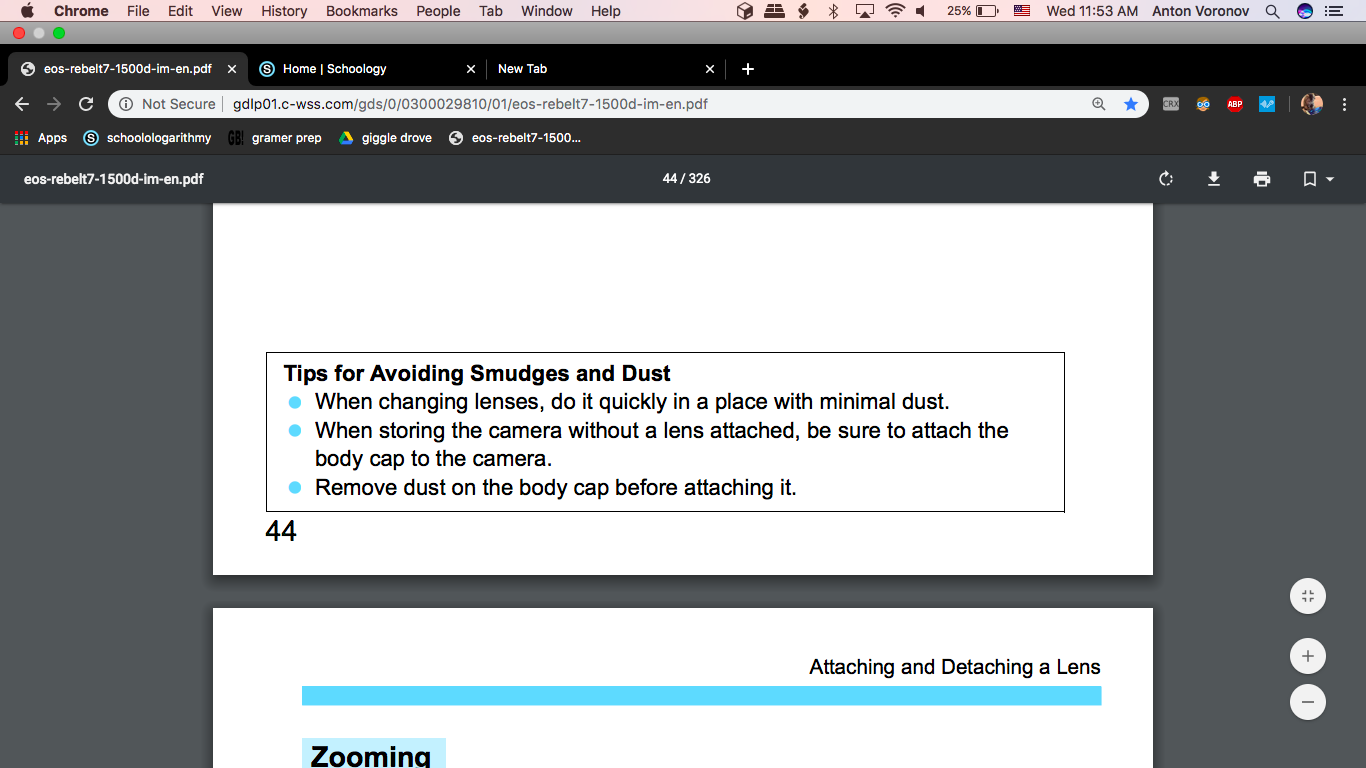 Chrome File Edit View History Bookmarks People Tab Window Help 25% Wed 11:53 AM Anton Voronov
eos-rebelt7-1500d-im-en.pdf Home | Schoology New Tab
Not Secure gdlp01.c-wss.com/gds/0/0300029810/01/eos-rebelt7-1500d-im-en.pdf CRX ABP
Apps S schoolologarithmy GB! gramer prep giggle drove eos-rebelt7-1500...
eos-rebelt7-1500d-im-en.pdf 44 / 326
Tips for Avoiding Smudges and Dust
When changing lenses, do it quickly in a place with minimal dust.
When storing the camera without a lens attached, be sure to attach the
body cap to the camera.
Remove dust on the body cap before attaching it.
44
Attaching and Detaching a Lens
Zooming